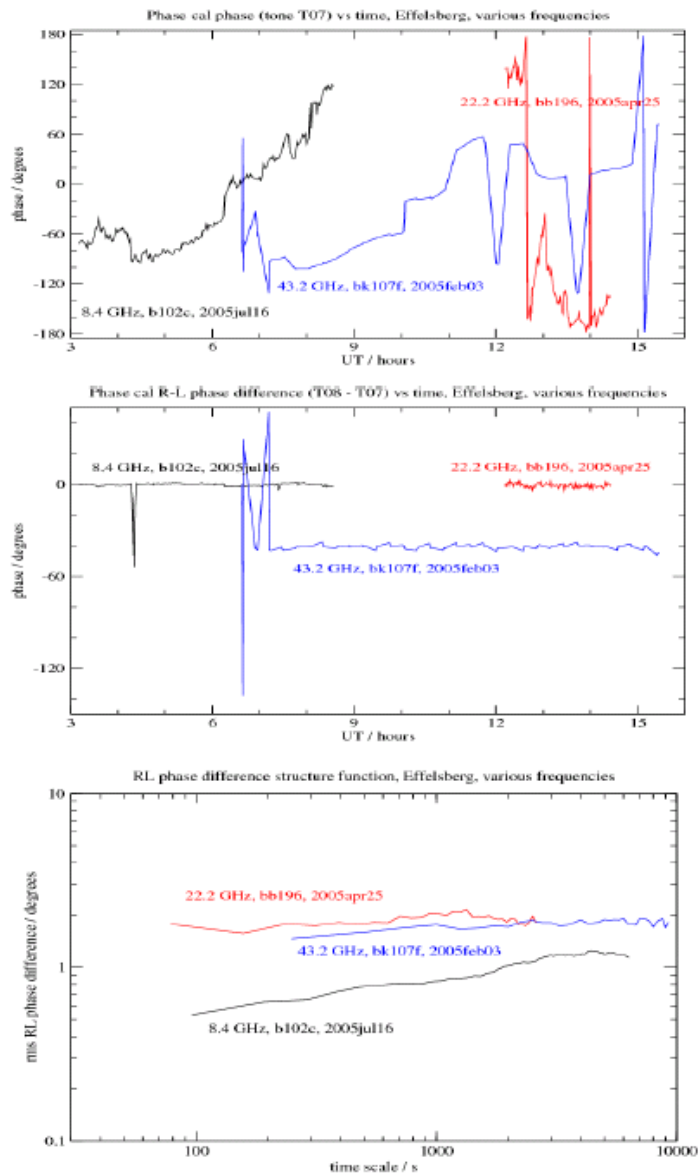 Phase cal phase (tone T07) vs time, Effelsberg, various frequencies
180
120
60
0
-60
-120
-180
phase / degrees
22.2 GHz, bb196, 2005apr25
43.2 GHz, bk107f, 2005feb03
8.4 GHz, b102c, 2005jul16
3
6
9
12
15
UT / hours
Phase cal R-L phase difference (T08 - T07) vs time, Effelsberg, various frequencies
0
-60
-120
phase / degrees
8.4 GHz, b102c, 2005jul16
22.2 GHz, bb196, 2005apr25
43.2 GHz, bk107f, 2005feb03
3
6
9
12
15
UT / hours
RL phase difference structure function, Effelsberg, various frequencies
10
1
0.1
rms RL phase difference / degrees
22.2 GHz, bb196, 2005apr25
43.2 GHz, bk107f, 2005feb03
8.4 GHz, b102c, 2005jul16
100
1000
10000
time scale / s